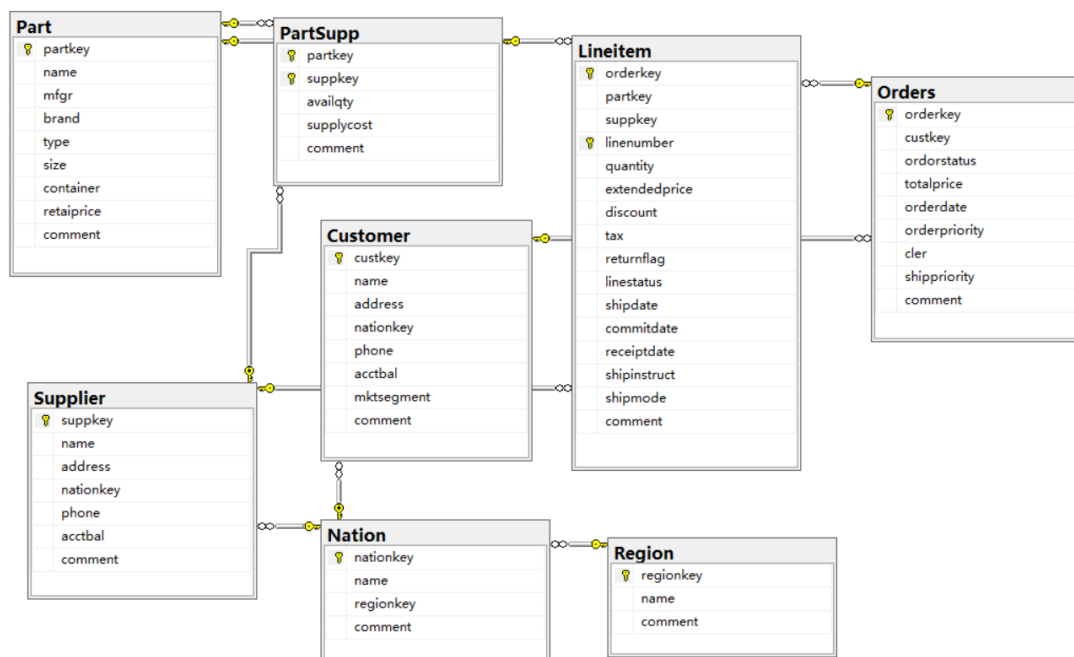 Part
partkey
name
mfgr
brand
type
size
container
retaiprice
comment
PartSupp
partkey
suppkey
availqty
supplycost
comment
Lineitem
orderkey
partkey
suppkey
linenumber
quantity
extendedprice
discount
tax
returnflag
linestatus
shipdate
commitdate
receiptdate
shipinstruct
shipmode
comment
Orders
orderkey
custkey
ordorstatus
totalprice
orderdate
orderpriority
cler
shippriority
comment
Customer
custkey
name
address
nationkey
phone
acctbal
mktsegment
comment
Supplier
suppkey
name
address
nationkey
phone
acctbal
comment
Nation
nationkey
name
regionkey
comment
Region
regionkey
name
comment